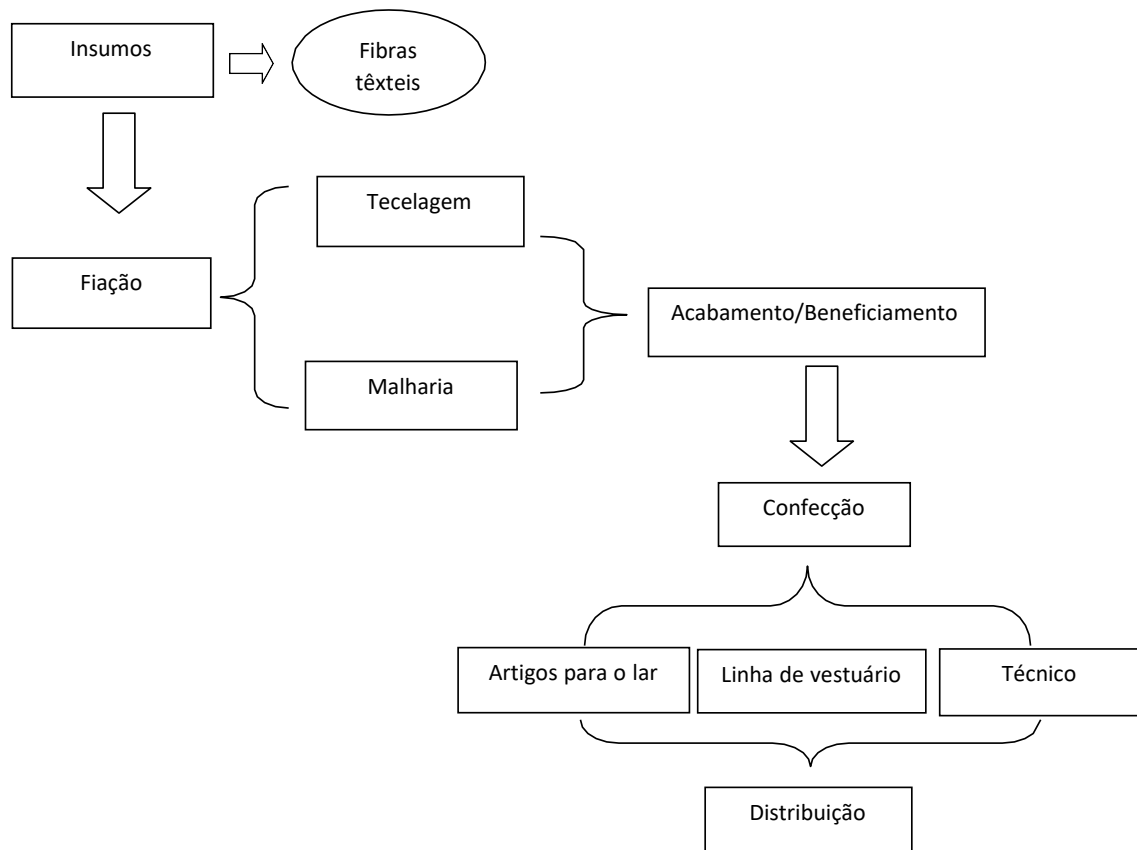 Insumos
Fibras
têxteis
Tecelagem
Fiação
Acabamento/Beneficiamento
Malharia
Confecção
Artigos para o lar
Linha de vestuário
Técnico
Distribuição